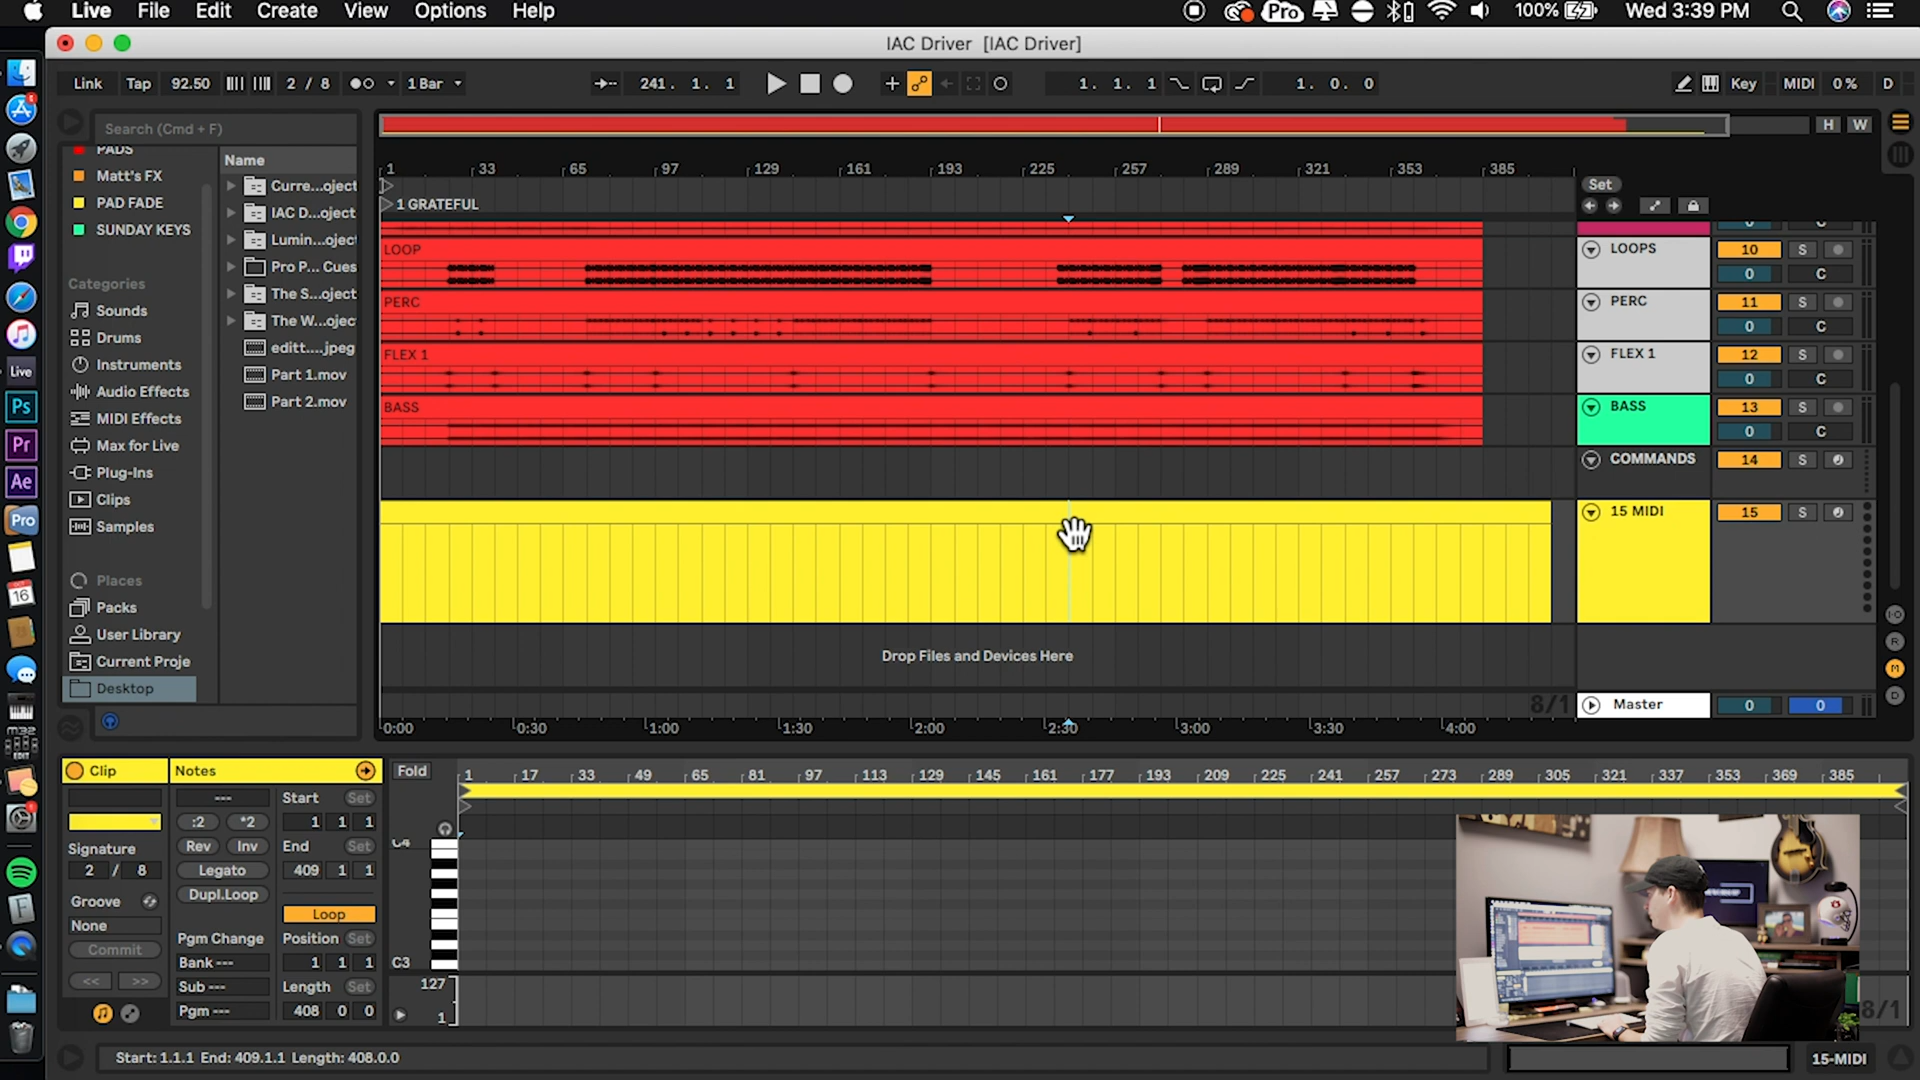 Live File Edit Create View Options Help
Pro 100% Wed 3:39 PM
IAC Driver [IAC Driver]
Link Tap 92.50 2 / 8 1 Bar 241. 1. 1 1. 1. 1 1. 0. 0 Key MIDI 0 % D
Search (Cmd + F)
H W
PADS
Matt's FX
PAD FADE
SUNDAY KEYS
Categories
Sounds
Drums
Instruments
Audio Effects
MIDI Effects
Max for Live
Plug-Ins
Clips
Samples
Places
Packs
User Library
Current Proje
Desktop
Name
Curre...oject
IAC D...oject
Lumin...oject
Pro P... Cues
The S...oject
The W...oject
editt....jpeg
Part 1.mov
Part 2.mov
1 33 65 97 129 161 193 225 257 289 321 353 385
Set
1 GRATEFUL
LOOP
PERC
FLEX 1
BASS
LOOPS 10 S
0 C
PERC 11 S
0 C
FLEX 1 12 S
0 C
BASS 13 S
0 C
COMMANDS 14 S
15 MIDI 15 S
Drop Files and Devices Here
8/1
Master 0 0
0:00 0:30 1:00 1:30 2:00 2:30 3:00 3:30 4:00
I·O
R
M
D
Live
Ps
Pr
Ae
Pro
OCT
16
M32
EDIT
F
Clip
Signature
2 / 8
Groove
None
Commit
<< >>
Notes
---
:2 *2
Rev Inv
Legato
Dupl.Loop
Pgm Change
Bank ---
Sub ---
Pgm ---
Start Set
1 1 1
End Set
409 1 1
Loop
Position Set
1 1 1
Length Set
408 0 0
Fold
1 17 33 49 65 81 97 113 129 145 161 177 193 209 225 241 257 273 289 305 321 337 353 369 385
C4
C3
127
1
8/1
Start: 1.1.1 End: 409.1.1 Length: 408.0.0
15-MIDI